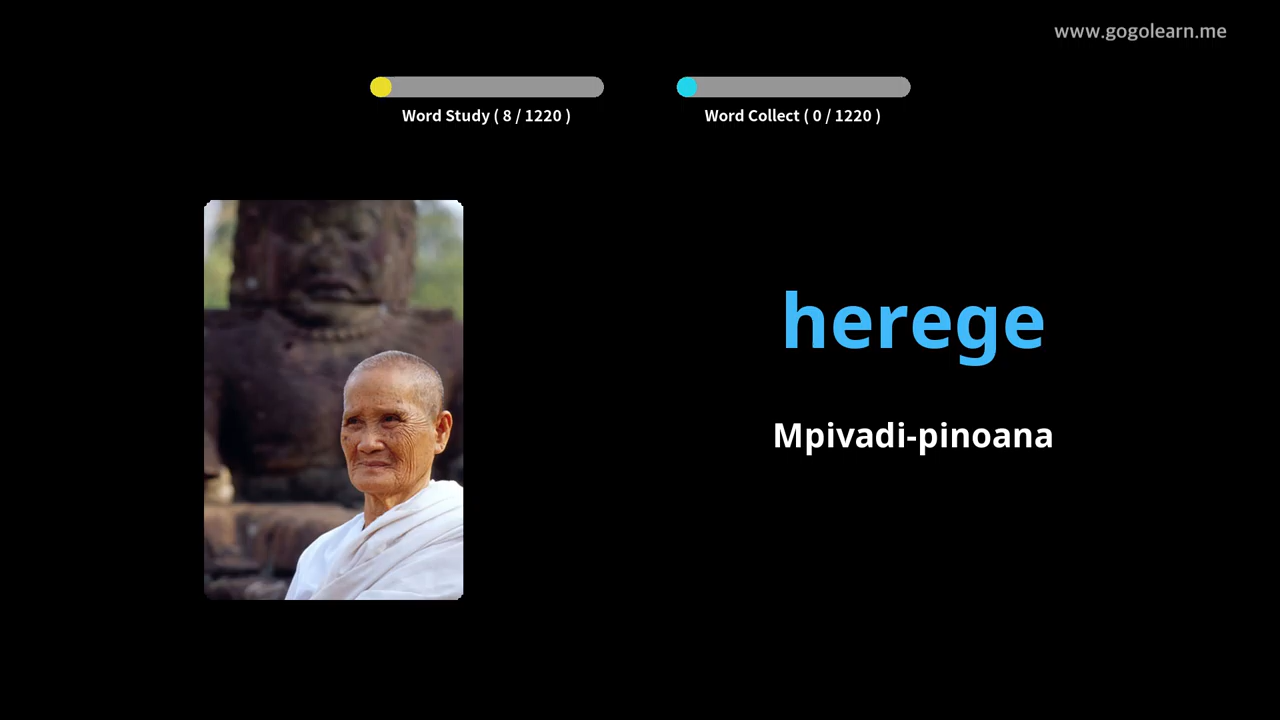 www.gogolearn.me
Word Study ( 8 / 1220 )
Word Collect ( 0 / 1220 )
herege
Mpivadi-pinoana